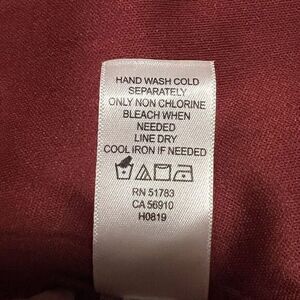 HAND WASH COLD
SEPARATELY
ONLY NON CHLORINE
BLEACH WHEN
NEEDED
LINE DRY
COOL IRON IF NEEDED
RN 51783
CA 56910
H0819